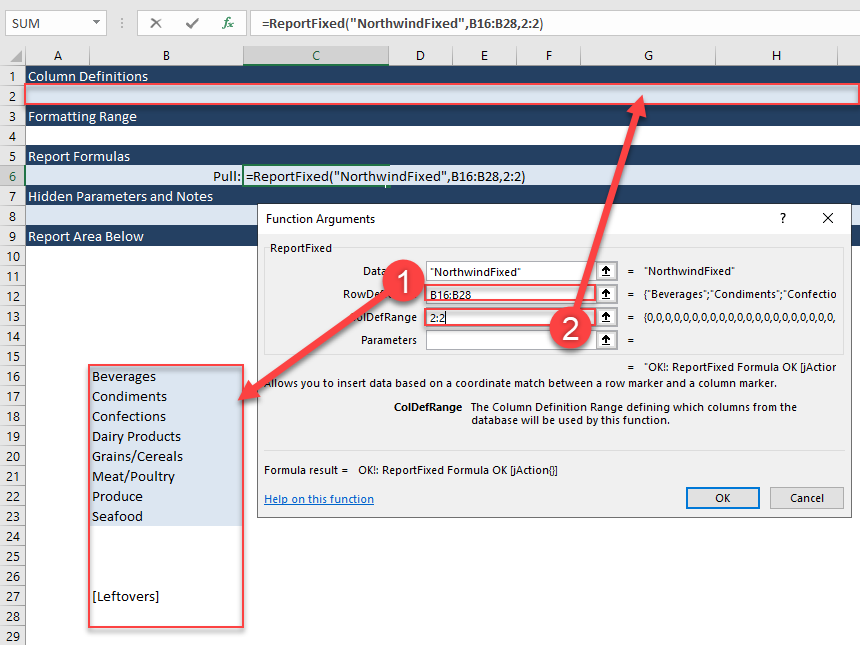 SUM
fx
=ReportFixed("NorthwindFixed",B16:B28,2:2)
A B C D E F G H
1 Column Definitions
2
3 Formatting Range
4
5 Report Formulas
6 Pull: =ReportFixed("NorthwindFixed",B16:B28,2:2)
7 Hidden Parameters and Notes
8
9 Report Area Below
10
11
12
13
14
15
16 Beverages
17 Condiments
18 Confections
19 Dairy Products
20 Grains/Cereals
21 Meat/Poultry
22 Produce
23 Seafood
24
25
26
27 [Leftovers]
28
29
Function Arguments ?
ReportFixed
"NorthwindFixed" = "NorthwindFixed"
B16:B28 = {"Beverages";"Condiments";"Confectio
2:2 = {0,0,0,0,0,0,0,0,0,0,0,0,0,0,0,0,0,0,0,0,0,
Parameters =
1
2
= "OK!: ReportFixed Formula OK [jAction
Allows you to insert data based on a coordinate match between a row marker and a column marker.
ColDefRange The Column Definition Range defining which columns from the
database will be used by this function.
Formula result = OK!: ReportFixed Formula OK [jAction{}]
Help on this function
OK Cancel